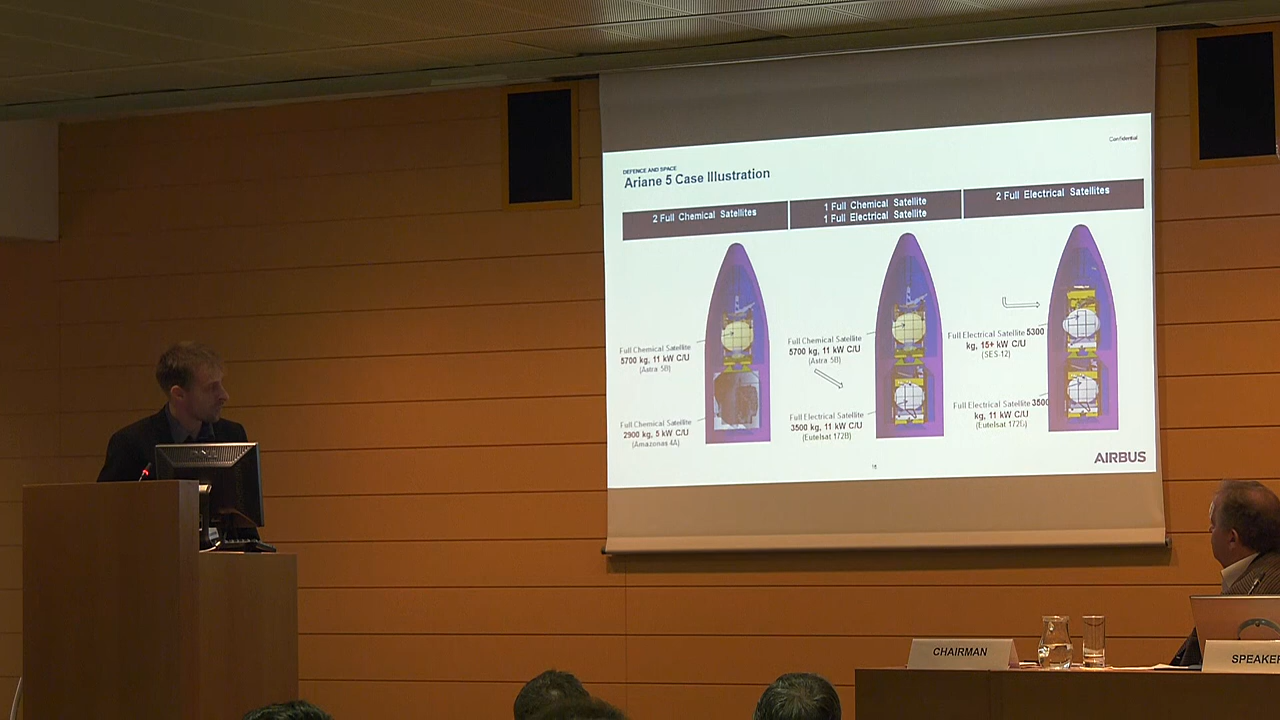 Confidential
DEFENCE AND SPACE
Ariane 5 Case Illustration
2 Full Chemical Satellites
1 Full Chemical Satellite
1 Full Electrical Satellite
2 Full Electrical Satellites
Full Chemical Satellite
5700 kg, 11 kW C/U
(Astra 5B)
Full Chemical Satellite
2900 kg, 5 kW C/U
(Amazonas 4A)
Full Chemical Satellite
5700 kg, 11 kW C/U
(Astra 5B)
Full Electrical Satellite
3500 kg, 11 kW C/U
(Eutelsat 172B)
Full Electrical Satellite 5300
kg, 15+ kW C/U
(SES-12)
Full Electrical Satellite 3500
kg, 11 kW C/U
(Eutelsat 172B)
16
AIRBUS
CHAIRMAN
SPEAKER